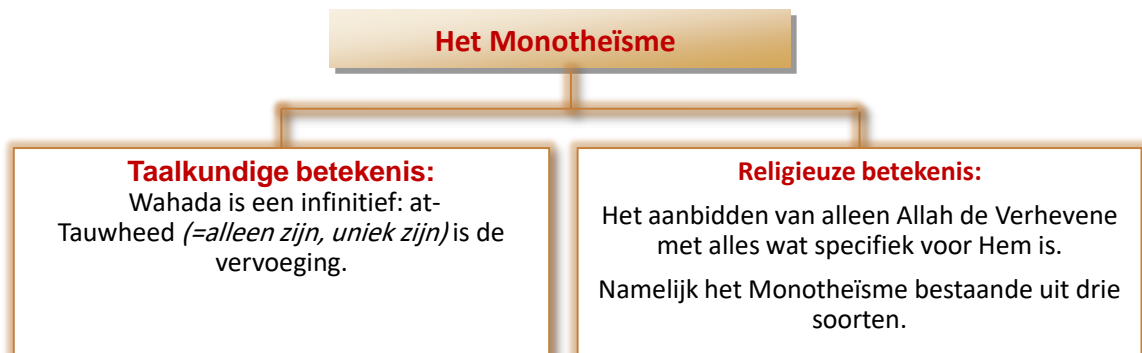 Het Monotheïsme
Taalkundige betekenis:
Wahada is een infinitief: at-
Tauwheed (=alleen zijn, uniek zijn) is de
vervoeging.
Religieuze betekenis:
Het aanbidden van alleen Allah de Verhevene
met alles wat specifiek voor Hem is.
Namelijk het Monotheïsme bestaande uit drie
soorten.